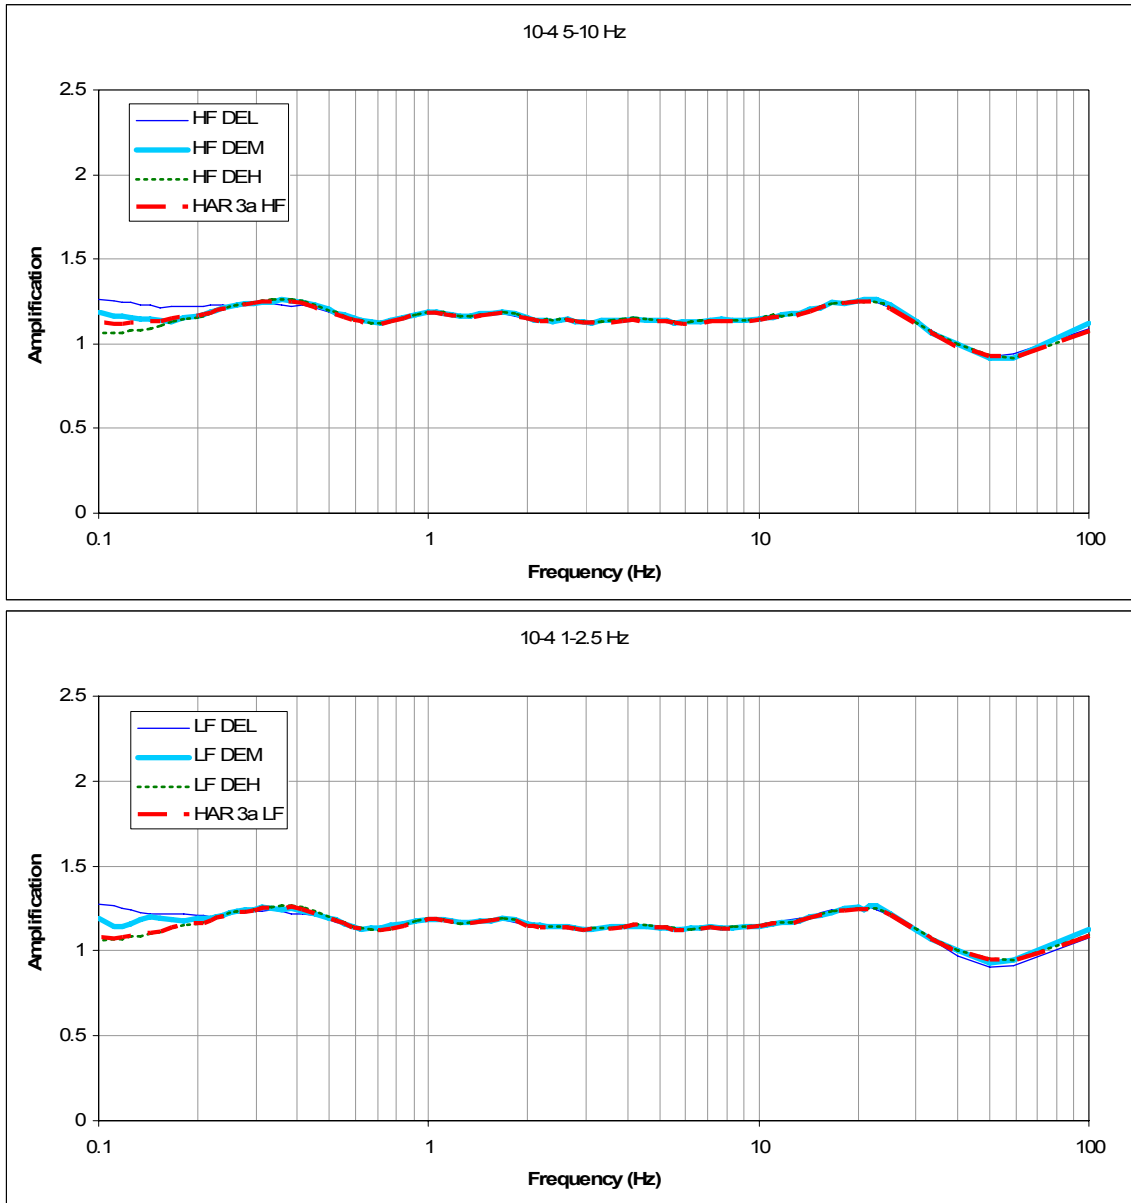 10-4 5-10 Hz
2.5
HF DEL
HF DEM
2
HF DEH
HAR 3a HF
1.5
Amplification
1
0.5
0
0.1 1 10 100
Frequency (Hz)
10-4 1-2.5 Hz
2.5
LF DEL
LF DEM
2
LF DEH
HAR 3a LF
1.5
Amplification
1
0.5
0
0.1 1 10 100
Frequency (Hz)